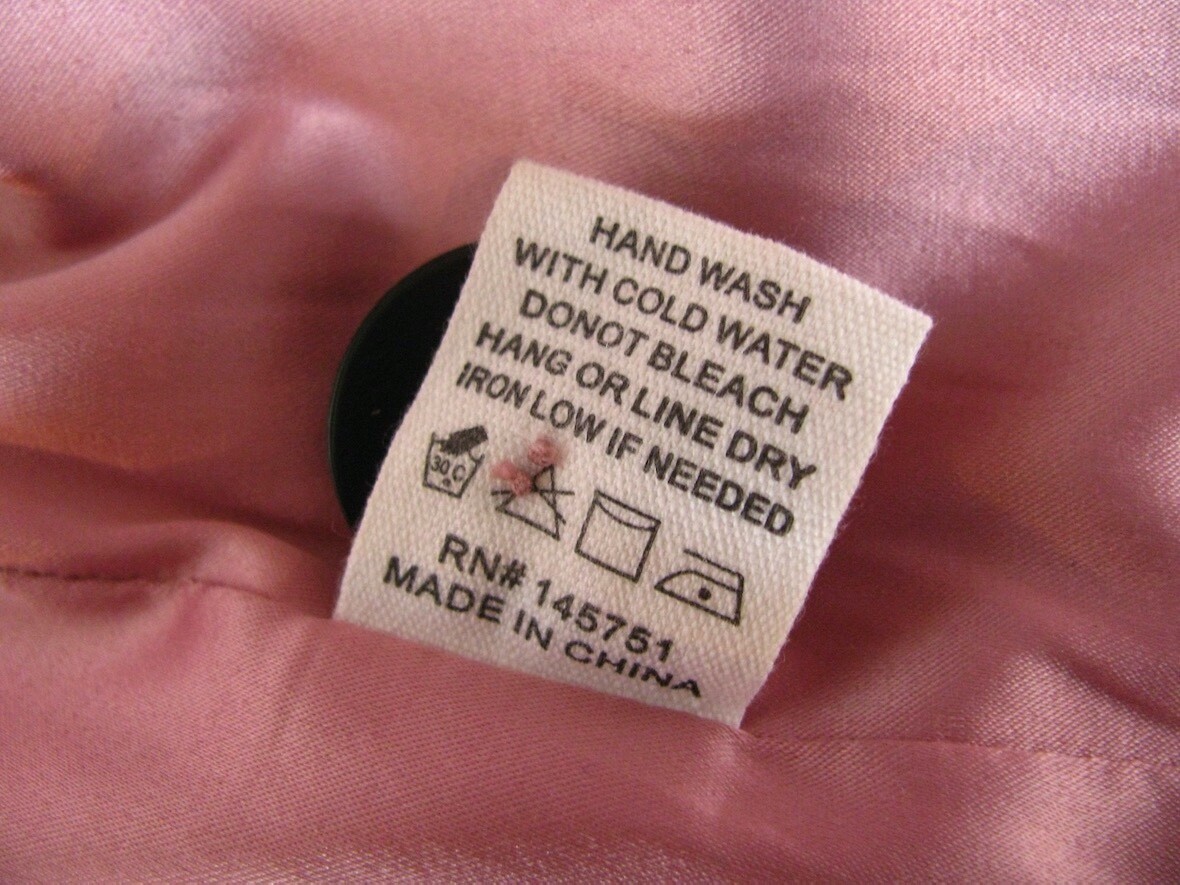 HAND WASH
WITH COLD WATER
DONOT BLEACH
HANG OR LINE DRY
IRON LOW IF NEEDED
30 C
RN# 145751
MADE IN CHINA